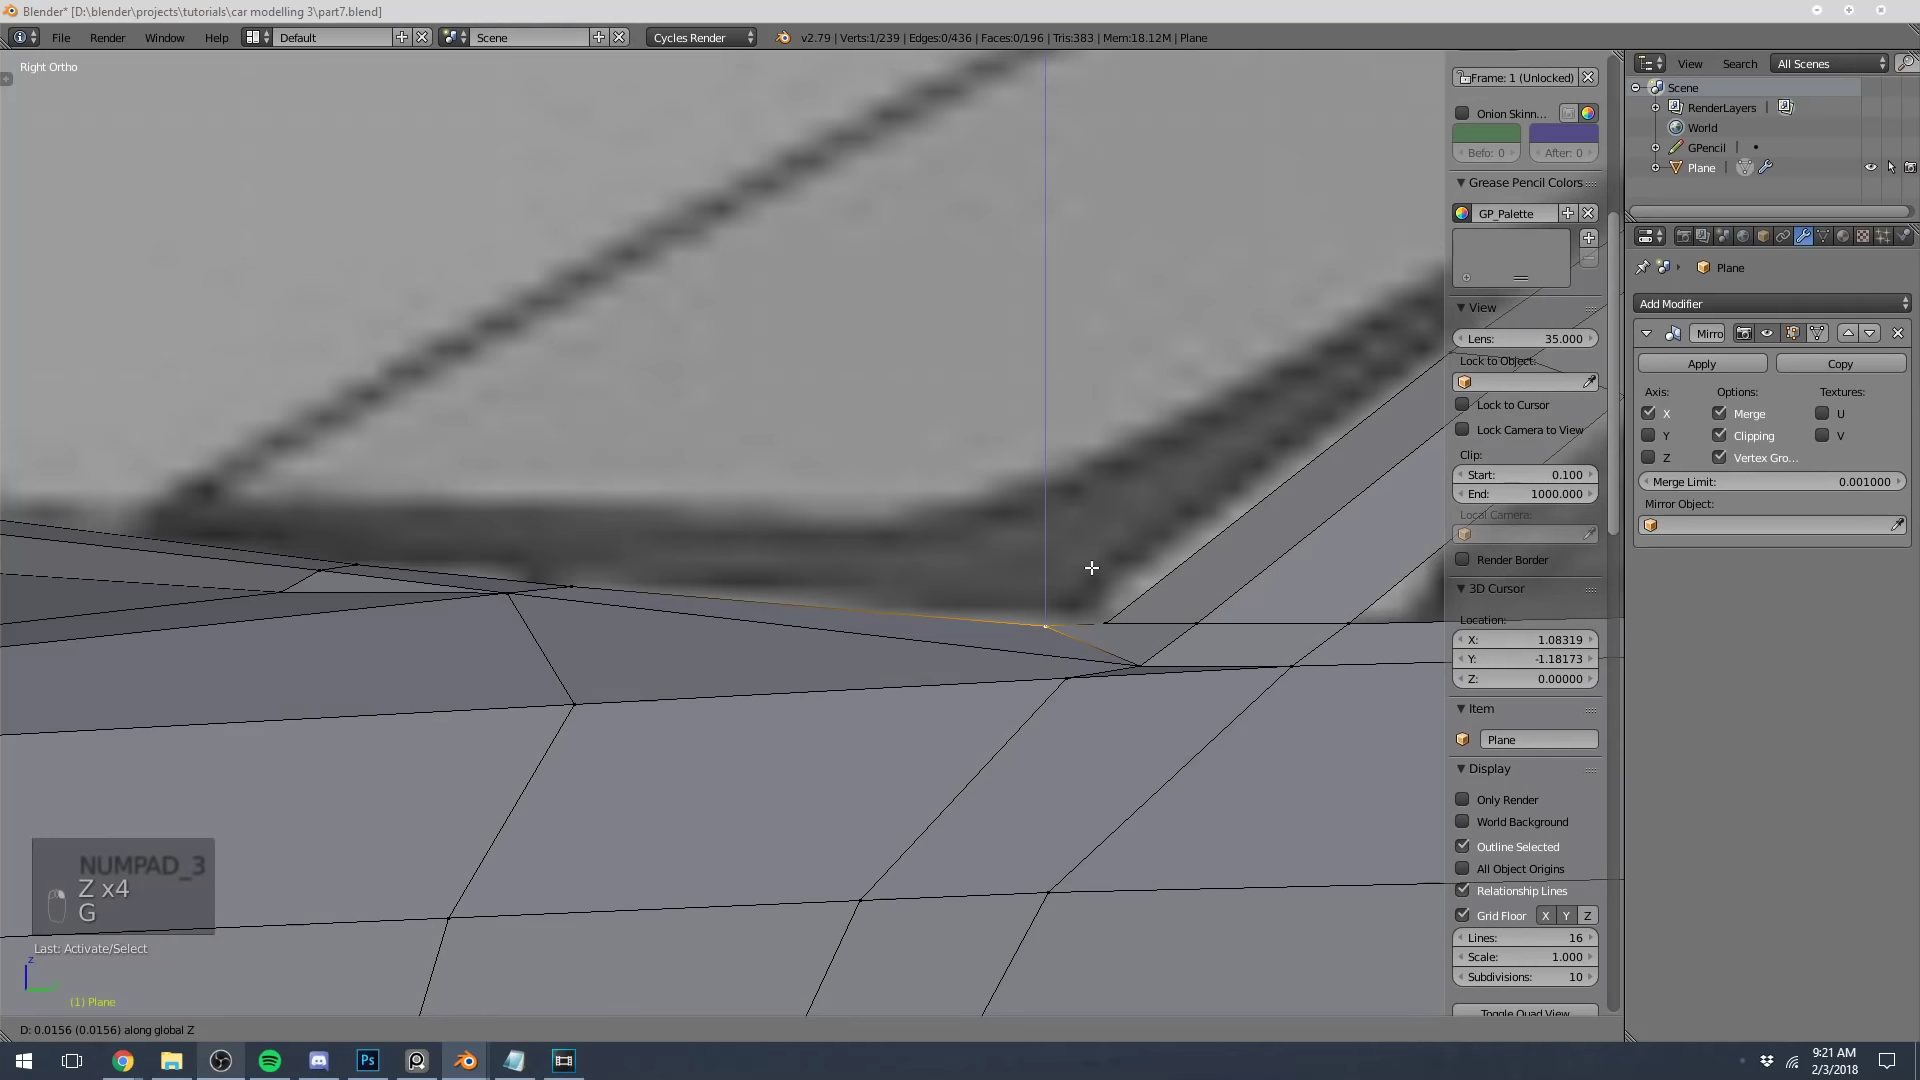 Blender* [D:\blender\projects\tutorials\car modelling 3\part7.blend]
File Render Window Help Default Scene Cycles Render v2.79 | Verts:1/239 | Edges:0/436 | Faces:0/196 | Tris:383 | Mem:18.12M | Plane
Right Ortho
Frame: 1 (Unlocked)
Onion Skinn...
Befo: 0 After: 0
Grease Pencil Colors
GP_Palette
View
Lens: 35.000
Lock to Object:
Lock to Cursor
Lock Camera to View
Clip:
Start: 0.100
End: 1000.000
Local Camera:
Render Border
3D Cursor
Location:
X: 1.08319
Y: -1.18173
Z: 0.00000
Item
Plane
Display
Only Render
World Background
Outline Selected
All Object Origins
Relationship Lines
Grid Floor X Y Z
Lines: 16
Scale: 1.000
Subdivisions: 10
Toggle Quad View
View Search All Scenes
Scene
RenderLayers
World
GPencil
Plane
Plane
Add Modifier
Mirro
Apply Copy
Axis: Options: Textures:
X Merge U
Y Clipping V
Z Vertex Gro...
Merge Limit: 0.001000
Mirror Object:
NUMPAD_3
Z x4
G
Last: Activate/Select
z
(1) Plane
D: 0.0156 (0.0156) along global Z
Ps
9:21 AM
2/3/2018